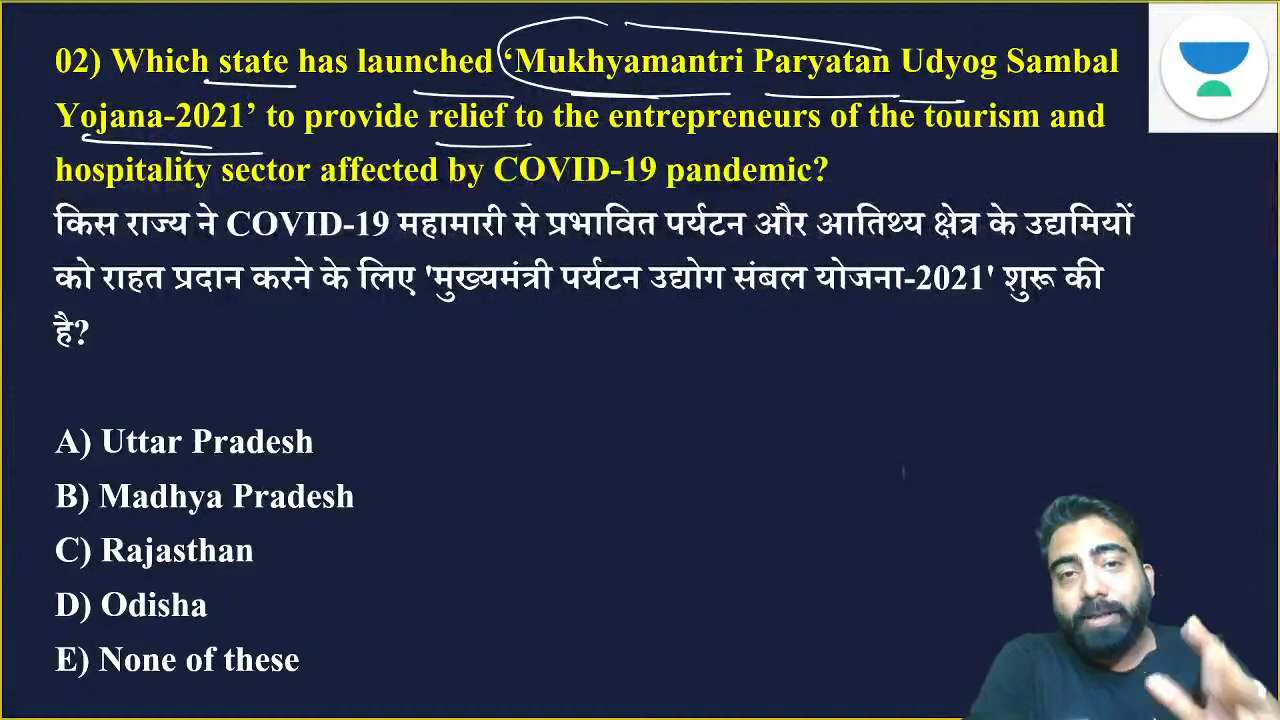 02) Which state has launched ‘Mukhyamantri Paryatan Udyog Sambal
Yojana-2021’ to provide relief to the entrepreneurs of the tourism and
hospitality sector affected by COVID-19 pandemic?
किस राज्य ने COVID-19 महामारी से प्रभावित पर्यटन और आतिथ्य क्षेत्र के उद्यमियों
को राहत प्रदान करने के लिए 'मुख्यमंत्री पर्यटन उद्योग संबल योजना-2021' शुरू की
है?
A) Uttar Pradesh
B) Madhya Pradesh
C) Rajasthan
D) Odisha
E) None of these